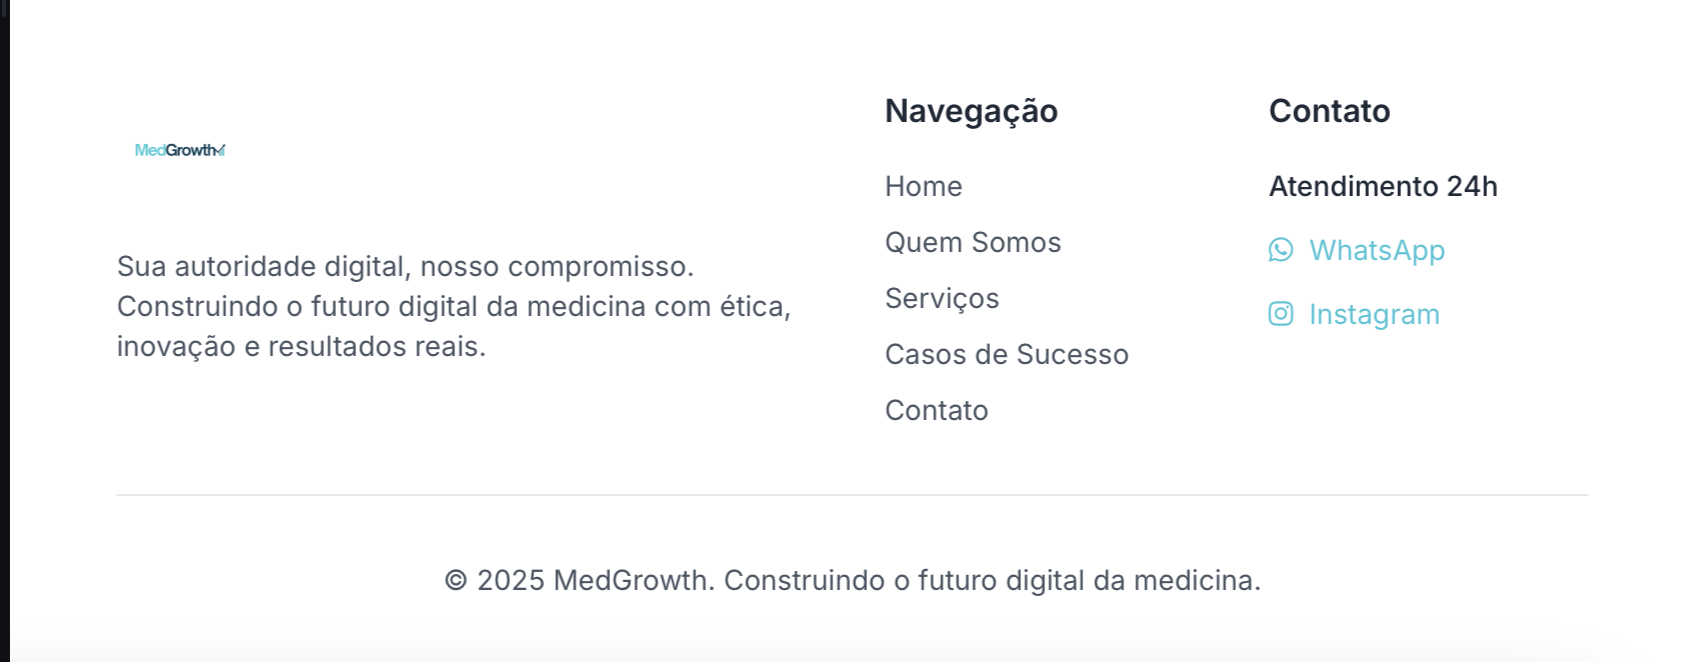 MedGrowth
Sua autoridade digital, nosso compromisso.
Construindo o futuro digital da medicina com ética,
inovação e resultados reais.
Navegação
Home
Quem Somos
Serviços
Casos de Sucesso
Contato
Contato
Atendimento 24h
WhatsApp
Instagram
© 2025 MedGrowth. Construindo o futuro digital da medicina.